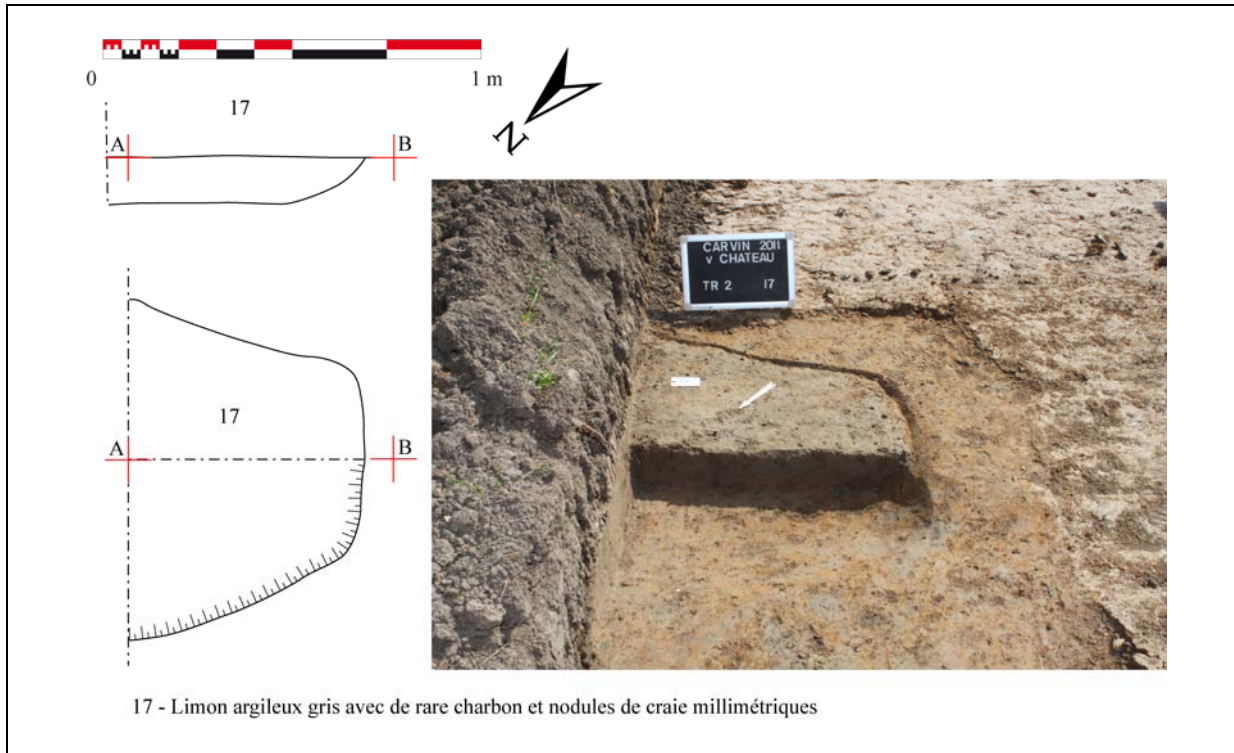 0 1 m
17
A B
N
CARVIN 2011
V CHATEAU
TR 2 17
17
A B
17 - Limon argileux gris avec de rare charbon et nodules de craie millimétriques